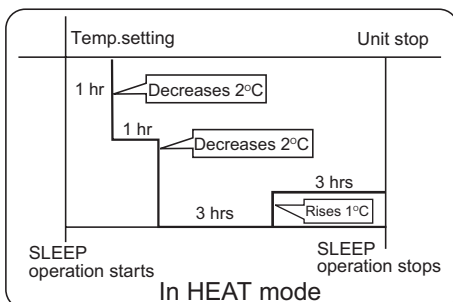 Temp.setting
Unit stop
1 hr
Decreases 2°C
1 hr
Decreases 2°C
3 hrs
3 hrs
Rises 1°C
SLEEP
operation starts
SLEEP
operation stops
In HEAT mode